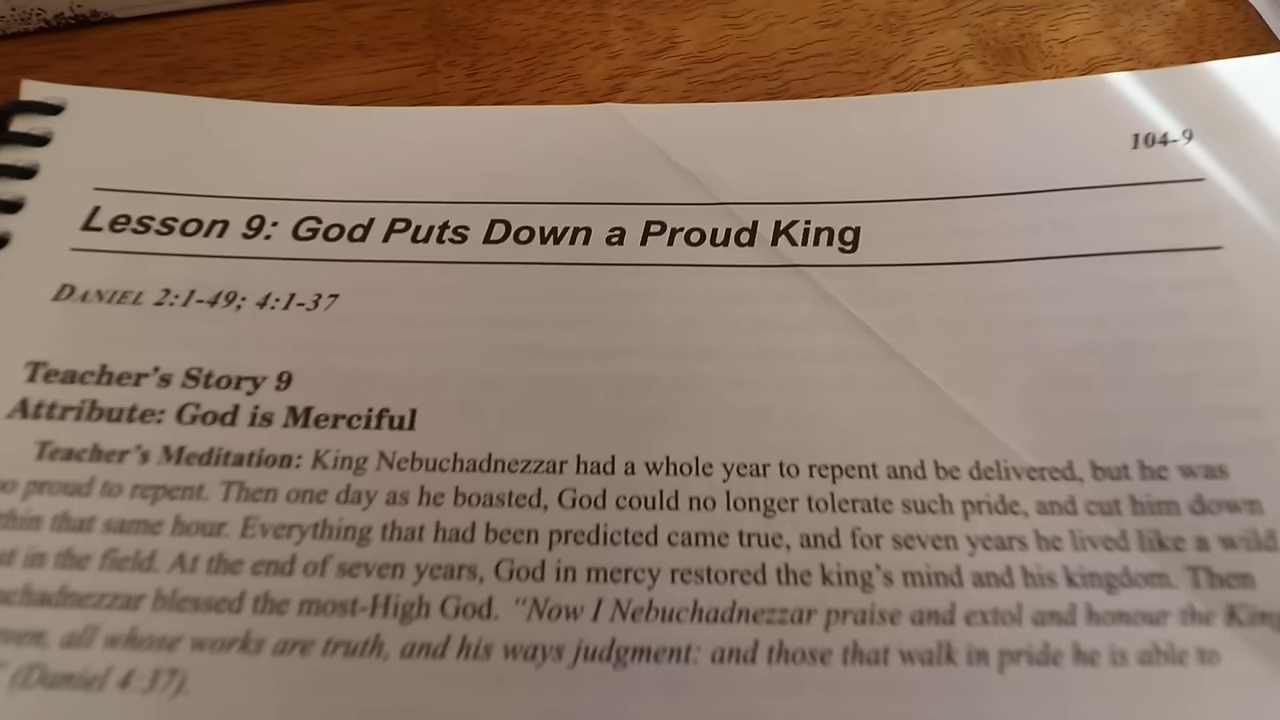 104-9
Lesson 9: God Puts Down a Proud King
DANIEL 2:1-49; 4:1-37
Teacher's Story 9
Attribute: God is Merciful
Teacher's Meditation: King Nebuchadnezzar had a whole year to repent and be delivered, but he was
proud to repent. Then one day as he boasted, God could no longer tolerate such pride, and cut him down
that same hour. Everything that had been predicted came true, and for seven years he lived like a wild
in the field. At the end of seven years, God in mercy restored the king's mind and his kingdom. Then
blessed the most-High God. "Now I Nebuchadnezzar praise and extol and honour the
all whose works are truth, and his ways judgment: and those that walk in pride he is able to
(Daniel 4:37).